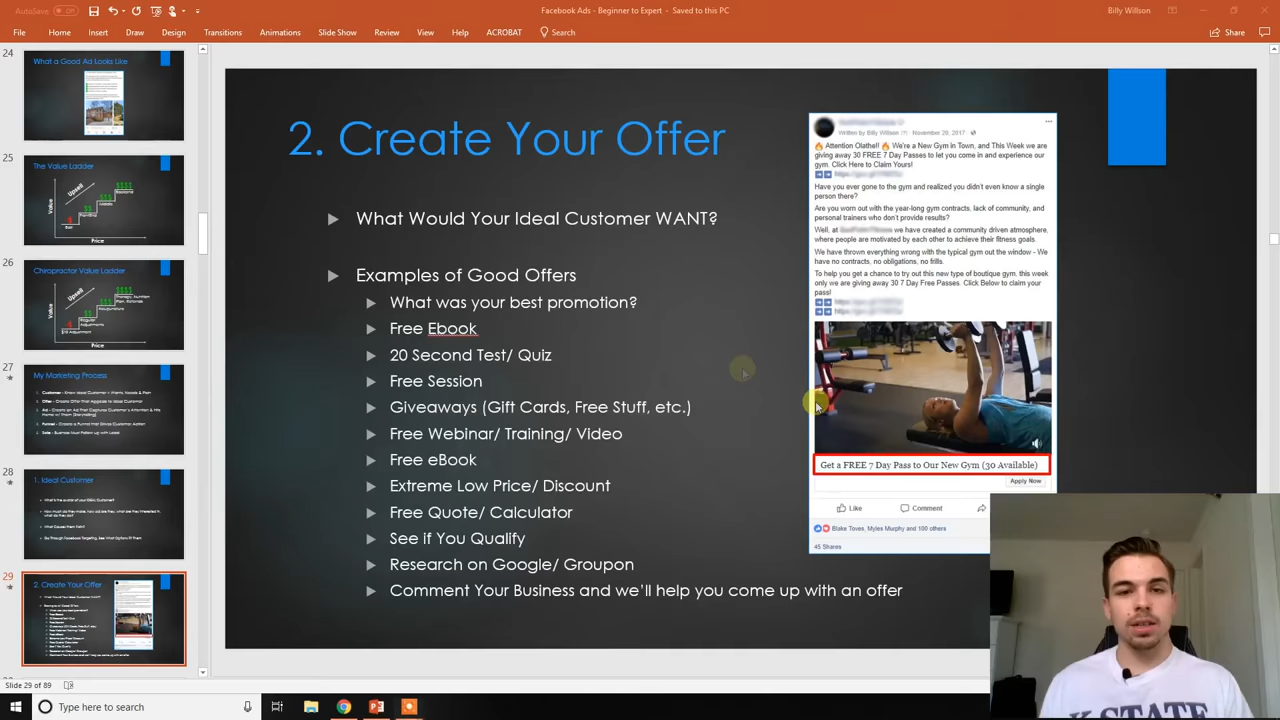 AutoSave
Off
Facebook Ads - Beginner to Expert - Saved to this PC
Billy Willson
File
Home
Insert
Draw
Design
Transitions
Animations
Slide Show
Review
View
Help
ACROBAT
Search
Share
24
What a Good Ad Looks Like
25
The Value Ladder
Value
Upsell
Price
26
Chiropractor Value Ladder
Value
Upsell
Price
27
My Marketing Process
28
1. Ideal Customer
29
2. Create Your Offer
2. Create Your Offer
What Would Your Ideal Customer WANT?
Examples of Good Offers
What was your best promotion?
Free Ebook
20 Second Test/ Quiz
Free Session
Giveaways (Gift Cards, Free Stuff, etc.)
Free Webinar/ Training/ Video
Free eBook
Extreme Low Price/ Discount
Free Quote/ Calculator
See if You Qualify
Research on Google/ Groupon
Comment Your Business and we'll help you come up with an offer
Written by Billy Willson (?) · November 29, 2017 ·
🔥 Attention Olathe!! 🔥 We're a New Gym in Town, and This Week we are
giving away 30 FREE 7 Day Passes to let you come in and experience our
gym. Click Here to Claim Yours!
Have you ever gone to the gym and realized you didn't even know a single
person there?
Are you worn out with the year-long gym contracts, lack of community, and
personal trainers who don't provide results?
Well, at we have created a community driven atmosphere,
where people are motivated by each other to achieve their fitness goals.
We have thrown everything wrong with the typical gym out the window - We
have no contracts, no obligations, no frills.
To help you get a chance to try out this new type of boutique gym, this week
only we are giving away 30 7 Day Free Passes. Click Below to claim your
pass!
Get a FREE 7 Day Pass to Our New Gym (30 Available)
Apply Now
Like
Comment
Blake Toves, Myles Murphy and 100 others
45 Shares
K STATE
Slide 29 of 89
Type here to search